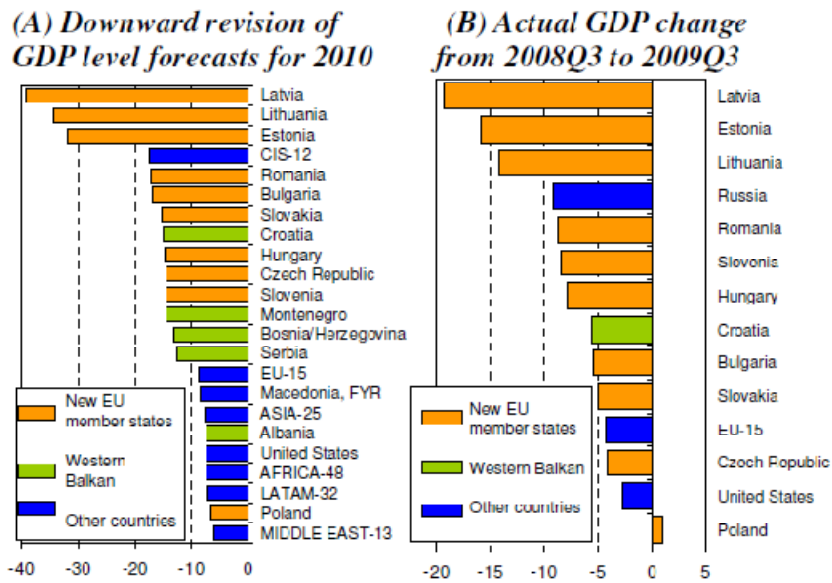 (A) Downward revision of
GDP level forecasts for 2010
Latvia
Lithuania
Estonia
CIS-12
Romania
Bulgaria
Slovakia
Croatia
Hungary
Czech Republic
Slovenia
Montenegro
Bosnia/Herzegovina
Serbia
EU-15
Macedonia, FYR
ASIA-25
Albania
United States
AFRICA-48
LATAM-32
Poland
MIDDLE EAST-13
New EU
member states
Western
Balkan
Other countries
-40 -30 -20 -10 0
(B) Actual GDP change
from 2008Q3 to 2009Q3
Latvia
Estonia
Lithuania
Russia
Romania
Slovonia
Hungary
Croatia
Bulgaria
Slovakia
EU-15
Czech Republic
United States
Poland
New EU
member states
Western Balkan
Other countries
-20 -15 -10 -5 0 5